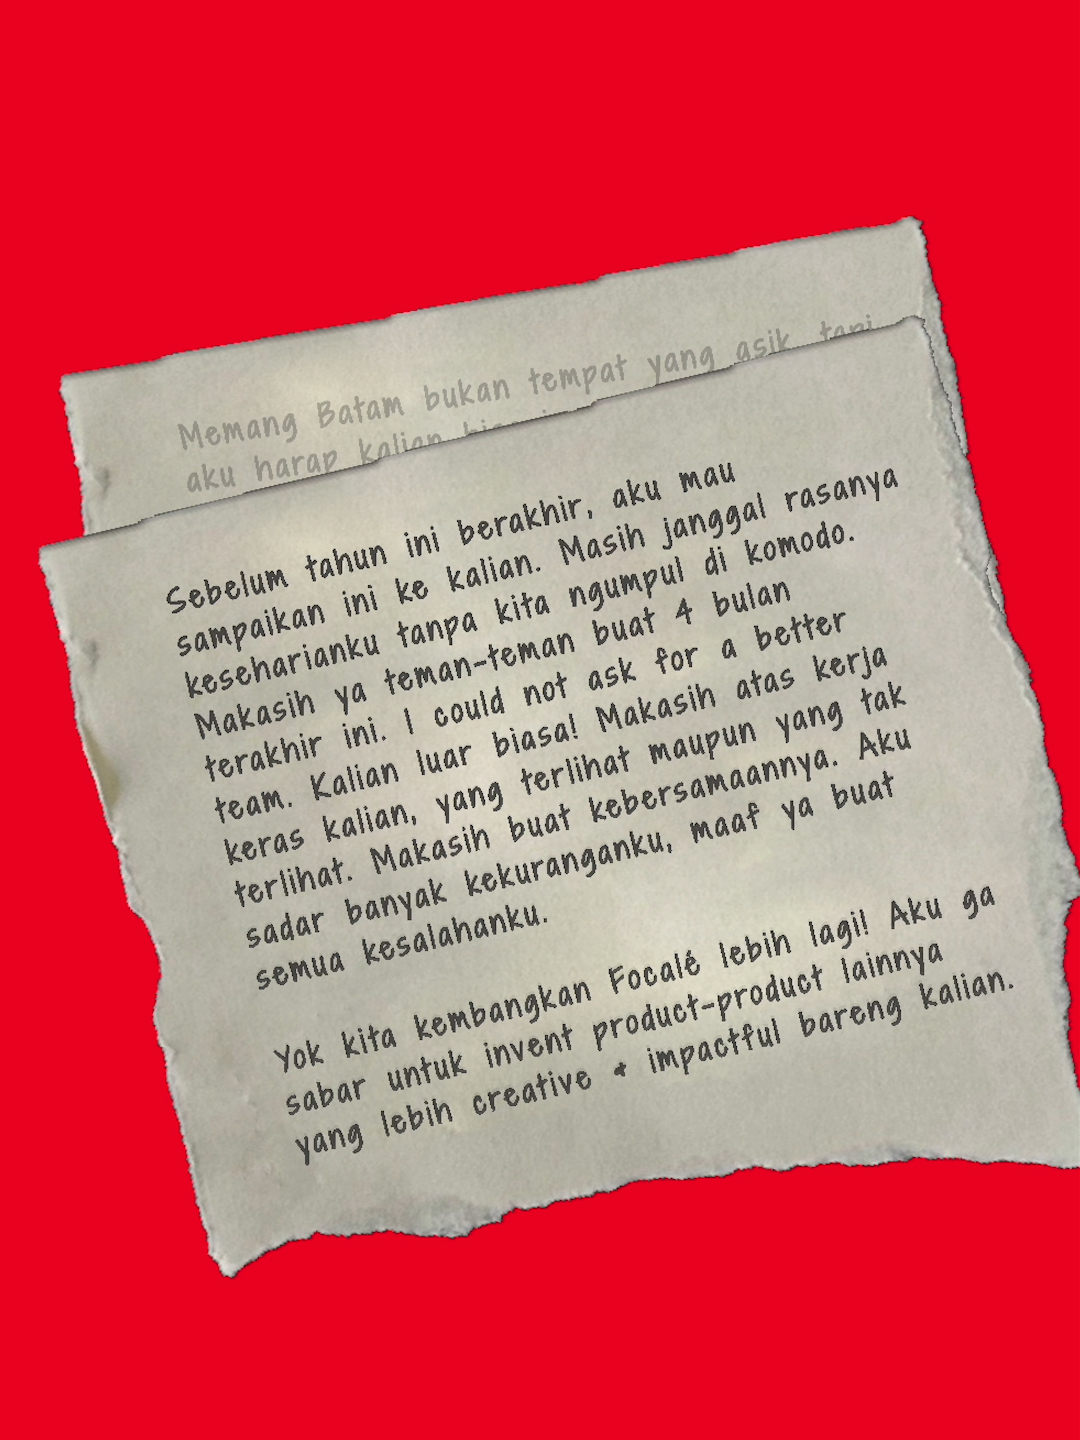 Memang Batam bukan tempat yang asik, tapi
aku harap kalian
Sebelum tahun ini berakhir, aku mau
sampaikan ini ke kalian. Masih janggal rasanya
keseharianku tanpa kita ngumpul di komodo.
Makasih ya teman-teman buat 4 bulan
terakhir ini. I could not ask for a better
team. Kalian luar biasa! Makasih atas kerja
keras kalian, yang terlihat maupun yang tak
terlihat. Makasih buat kebersamaannya. Aku
sadar banyak kekuranganku, maaf ya buat
semua kesalahanku.
Yok kita kembangkan Focalé lebih lagi! Aku ga
sabar untuk invent product-product lainnya
yang lebih creative & impactful bareng kalian.